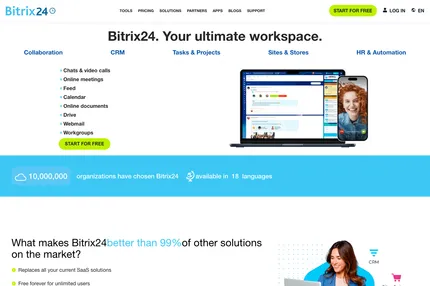 Bitrix24
TOOLS PRICING SOLUTIONS PARTNERS APPS BLOGS SUPPORT
START FOR FREE
LOG IN
EN
Bitrix24. Your ultimate workspace.
Collaboration CRM Tasks & Projects Sites & Stores HR & Automation
Chats & video calls
Online meetings
Feed
Calendar
Online documents
Drive
Webmail
Workgroups
START FOR FREE
10,000,000 organizations have chosen Bitrix24 available in 18 languages
What makes Bitrix24 better than 99% of other solutions
on the market?
Replaces all your current SaaS solutions
Free forever for unlimited users
CRM